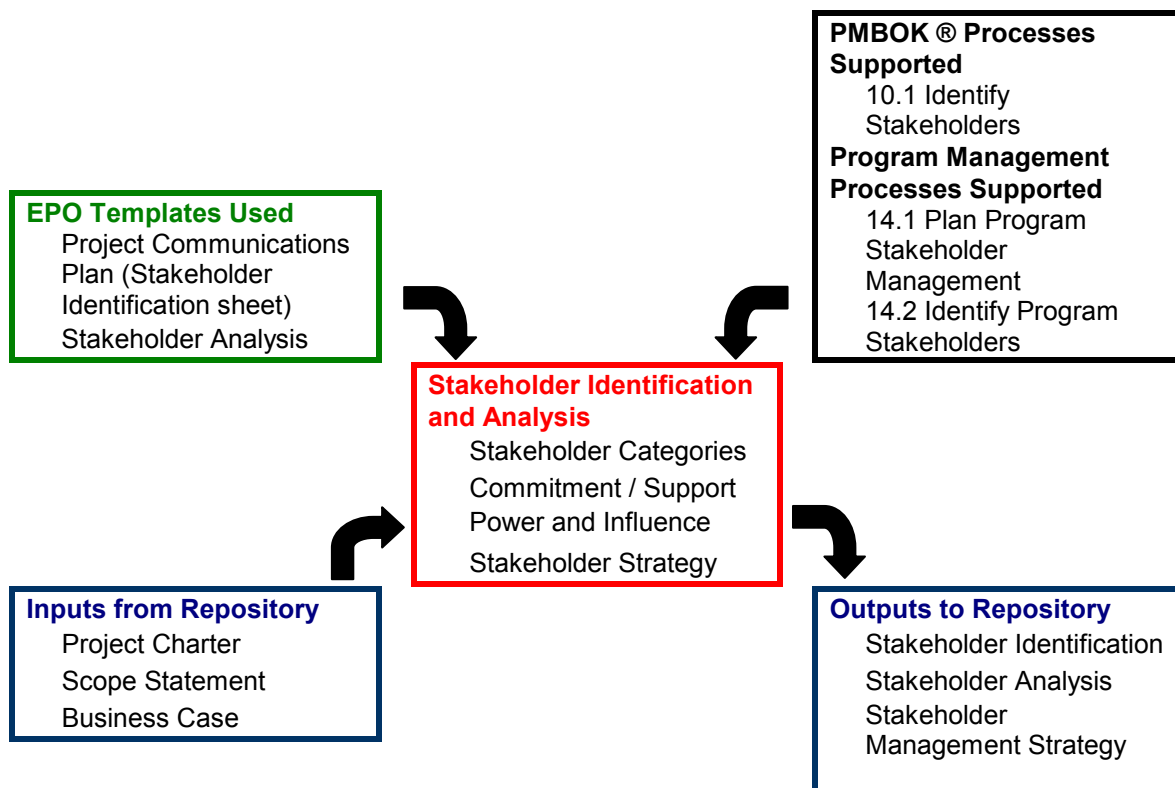 PMBOK ® Processes
Supported
10.1 Identify
Stakeholders
Program Management
Processes Supported
14.1 Plan Program
Stakeholder
Management
14.2 Identify Program
Stakeholders
EPO Templates Used
Project Communications
Plan (Stakeholder
Identification sheet)
Stakeholder Analysis
Stakeholder Identification
and Analysis
Stakeholder Categories
Commitment / Support
Power and Influence
Stakeholder Strategy
Inputs from Repository
Project Charter
Scope Statement
Business Case
Outputs to Repository
Stakeholder Identification
Stakeholder Analysis
Stakeholder
Management Strategy